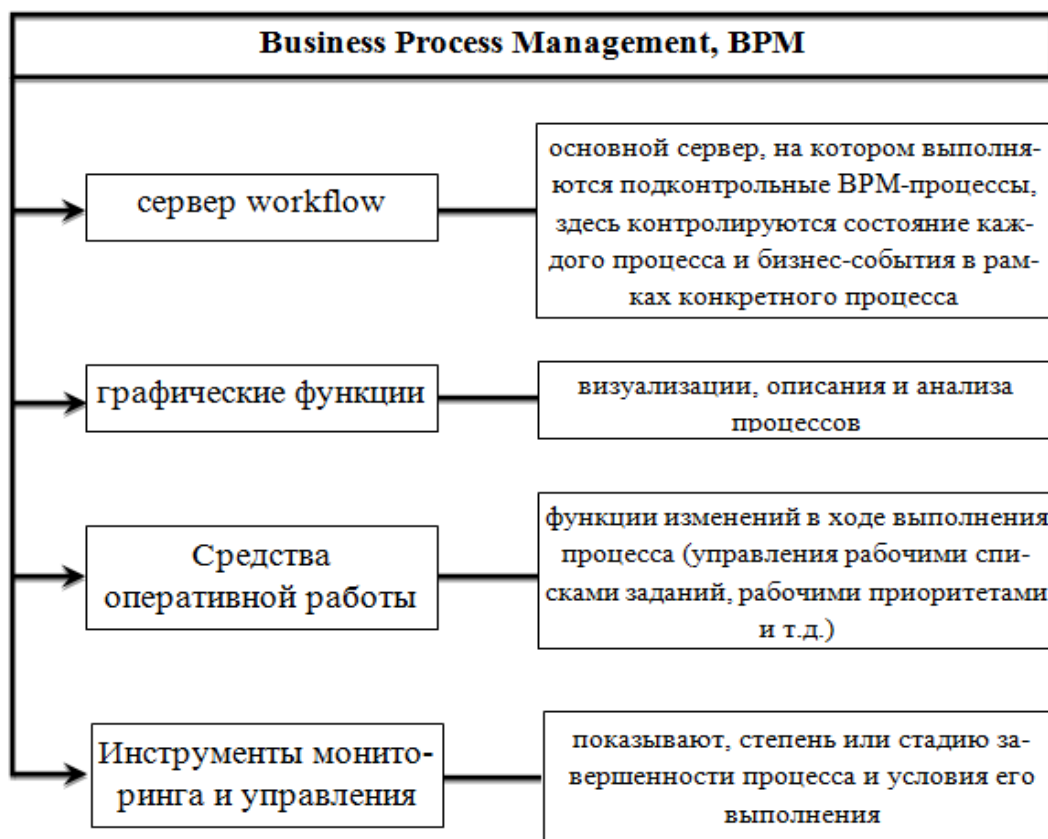 Business Process Management, BPM
сервер workflow
основной сервер, на котором выполня-
ются подконтрольные BPM-процессы,
здесь контролируются состояние каж-
дого процесса и бизнес-события в рам-
ках конкретного процесса
графические функции
визуализации, описания и анализа
процессов
Средства
оперативной работы
функции изменений в ходе выполнения
процесса (управления рабочими спи-
сками заданий, рабочими приоритетами
и т.д.)
Инструменты монито-
ринга и управления
показывают, степень или стадию за-
вершенности процесса и условия его
выполнения